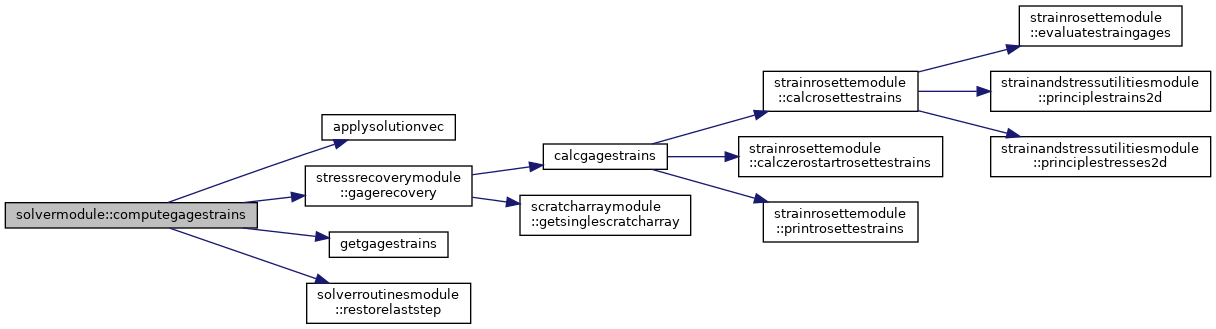 solvermodule::computegagestrains
applysolutionvec
stressrecoverymodule
::gagerecovery
getgagestrains
solverroutinesmodule
::restorelaststep
calcgagestrains
scratcharraymodule
::getsinglescratcharray
strainrosettemodule
::calcrosettestrains
strainrosettemodule
::calczerostartrosettestrains
strainrosettemodule
::printrosettestrains
strainrosettemodule
::evaluatestraingages
strainandstressutilitiesmodule
::principlestrains2d
strainandstressutilitiesmodule
::principlestresses2d